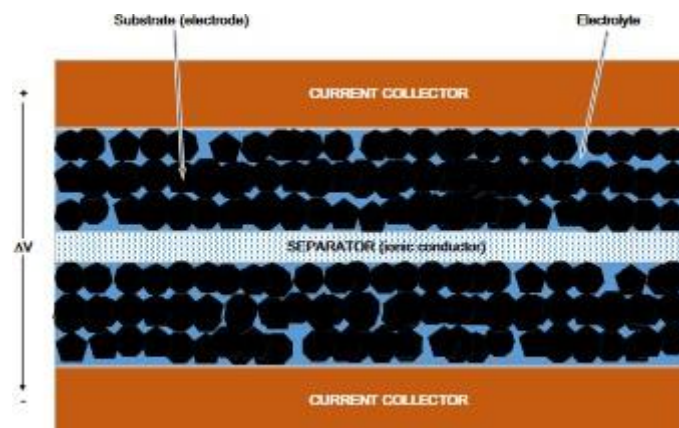 Substrate (electrode)
Electrolyte
+
CURRENT COLLECTOR
ΔV
SEPARATOR (ionic conductor)
-
CURRENT COLLECTOR